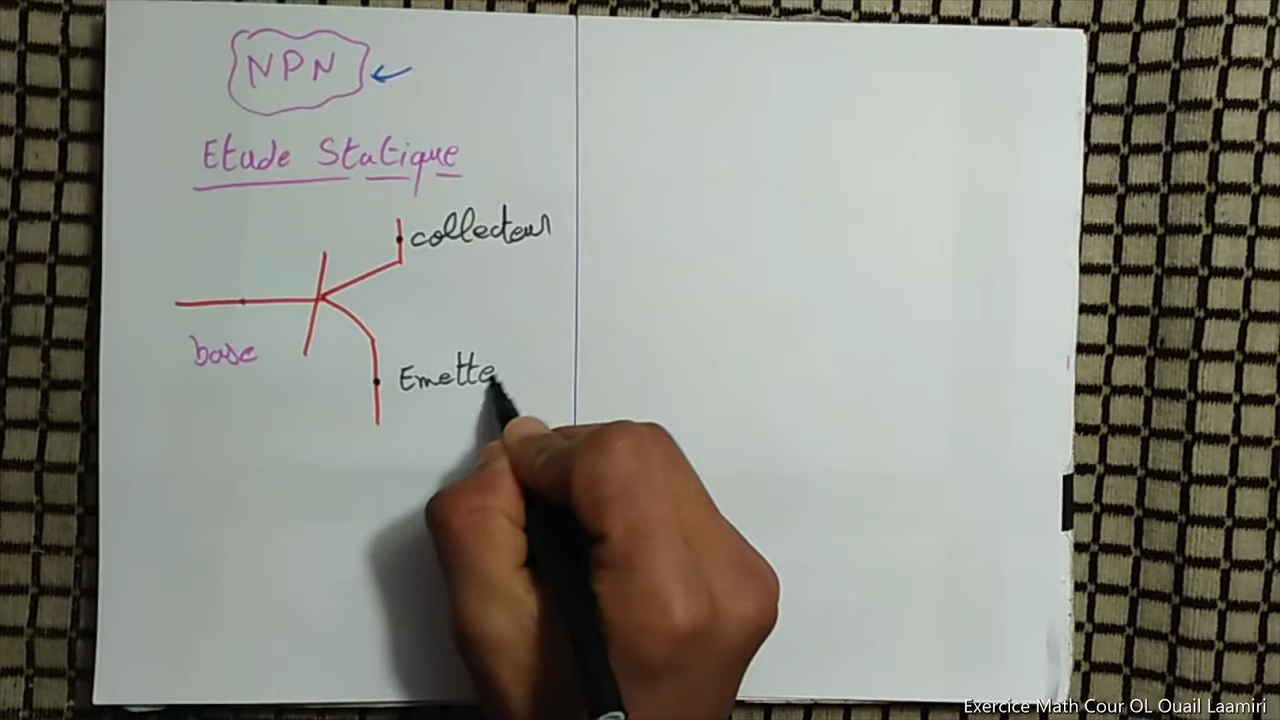 NPN
Etude Statique
collecteur
base
Emette
Exercice Math Cour OL Ouail Laamiri